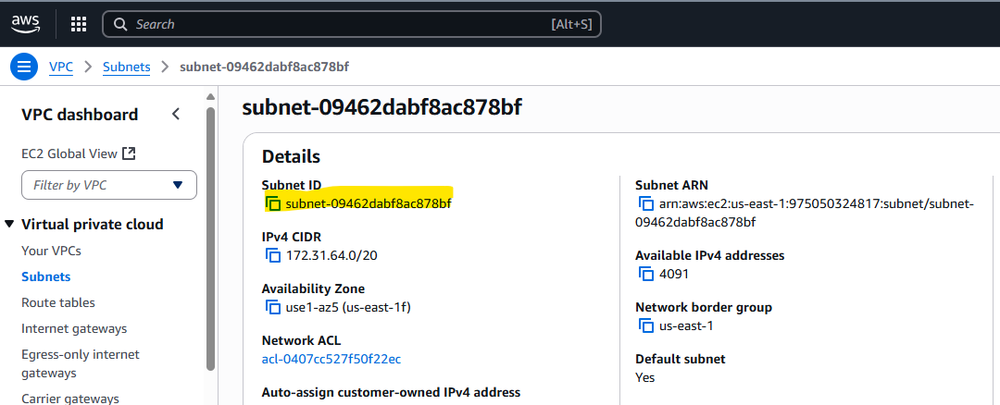 aws
Search [Alt+S]
VPC > Subnets > subnet-09462dabf8ac878bf
VPC dashboard
EC2 Global View
Filter by VPC
Virtual private cloud
Your VPCs
Subnets
Route tables
Internet gateways
Egress-only internet
gateways
Carrier gateways
subnet-09462dabf8ac878bf
Details
Subnet ID
subnet-09462dabf8ac878bf
IPv4 CIDR
172.31.64.0/20
Availability Zone
use1-az5 (us-east-1f)
Network ACL
acl-0407cc527f50f22ec
Auto-assign customer-owned IPv4 address
Subnet ARN
arn:aws:ec2:us-east-1:975050324817:subnet/subnet-
09462dabf8ac878bf
Available IPv4 addresses
4091
Network border group
us-east-1
Default subnet
Yes